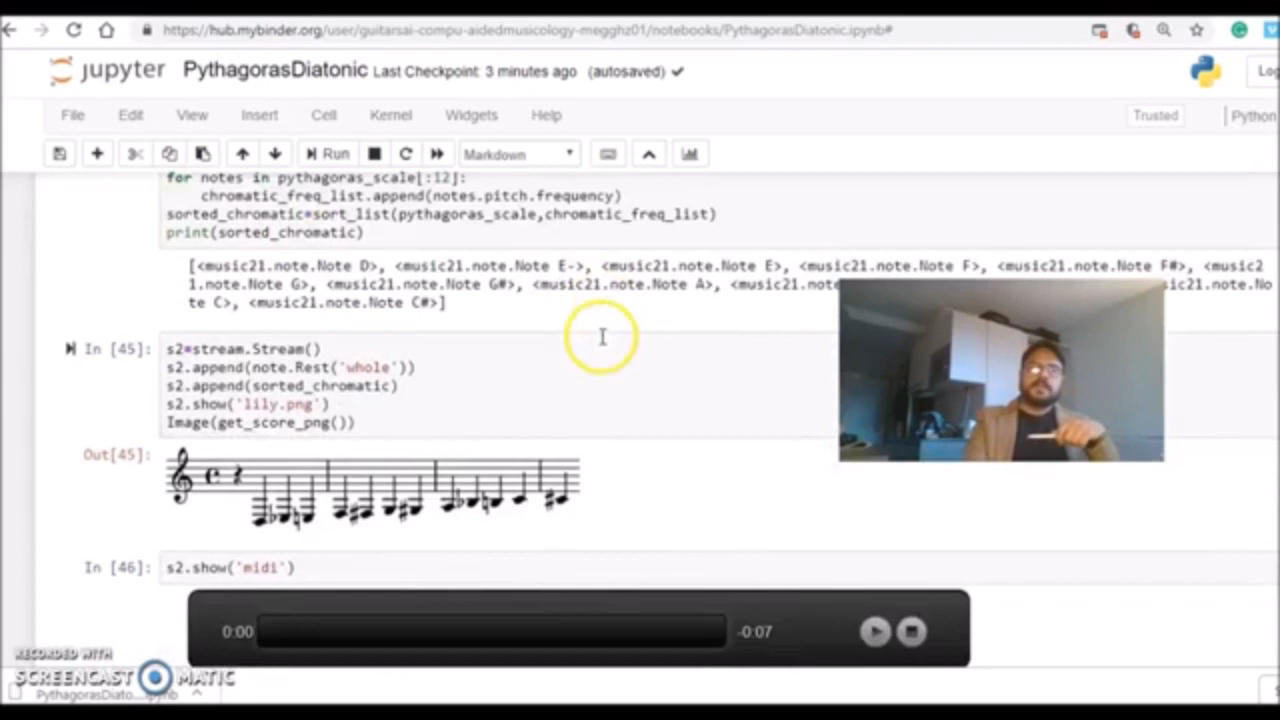 https://hub.mybinder.org/user/guitarsai-compu-aidedmusicology-megghz01/notebooks/PythagorasDiatonic.ipynb#
jupyter PythagorasDiatonic Last Checkpoint: 3 minutes ago (autosaved)
File Edit View Insert Cell Kernel Widgets Help Trusted Python
Run Markdown
for notes in pythagoras_scale[:12]:
chromatic_freq_list.append(notes.pitch.frequency)
sorted_chromatic=sort_list(pythagoras_scale,chromatic_freq_list)
print(sorted_chromatic)
[<music21.note.Note D>, <music21.note.Note E->, <music21.note.Note E>, <music21.note.Note F>, <music21.note.Note F#>, <music2
1.note.Note G>, <music21.note.Note G#>, <music21.note.Note A>, <music21.note sic21.note.No
te C>, <music21.note.Note C#>]
In [45]: s2=stream.Stream()
s2.append(note.Rest('whole'))
s2.append(sorted_chromatic)
s2.show('lily.png')
Image(get_score_png())
Out[45]:
In [46]: s2.show('midi')
0:00 -0:07
RECORDED WITH
SCREENCAST MATIC
PythagorasDiato....ipynb